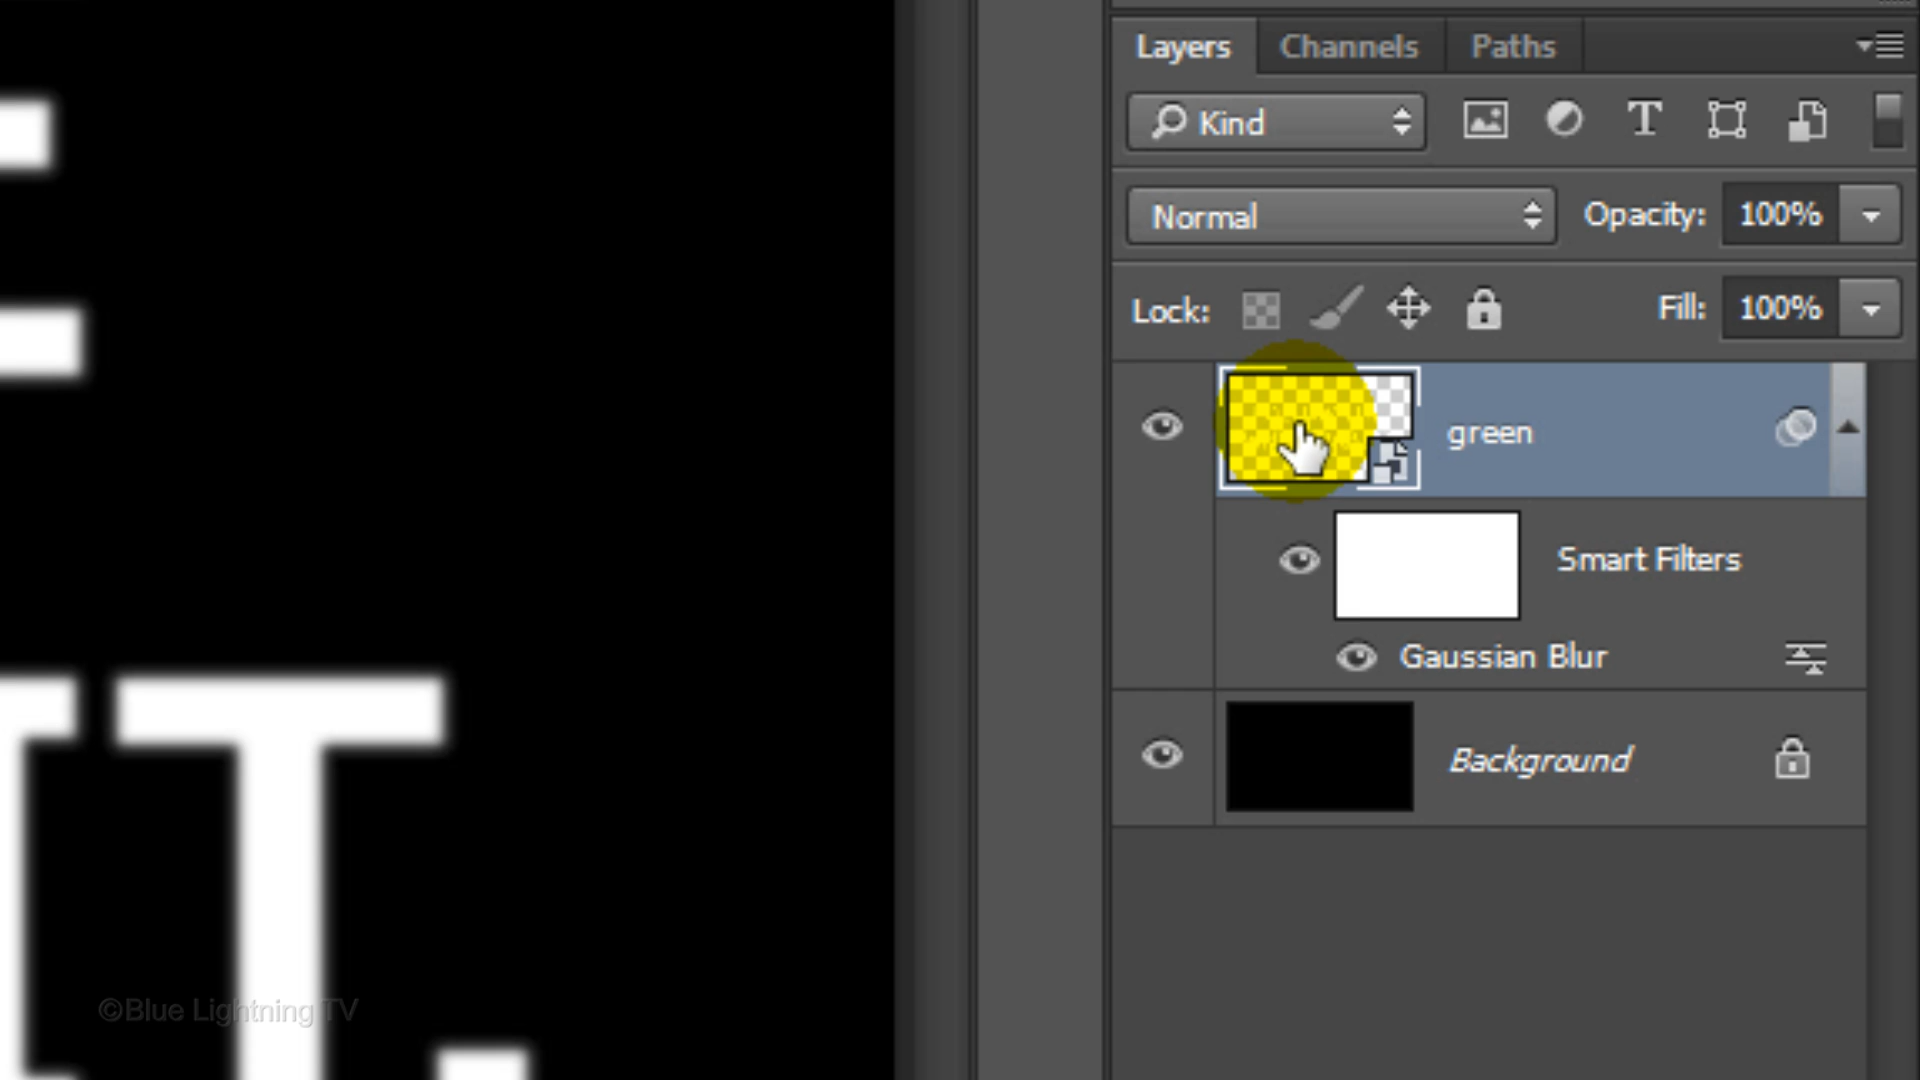 Layers Channels Paths
Kind
Normal Opacity: 100%
Lock: Fill: 100%
green
Smart Filters
Gaussian Blur
Background
T.
©Blue Lightning TV